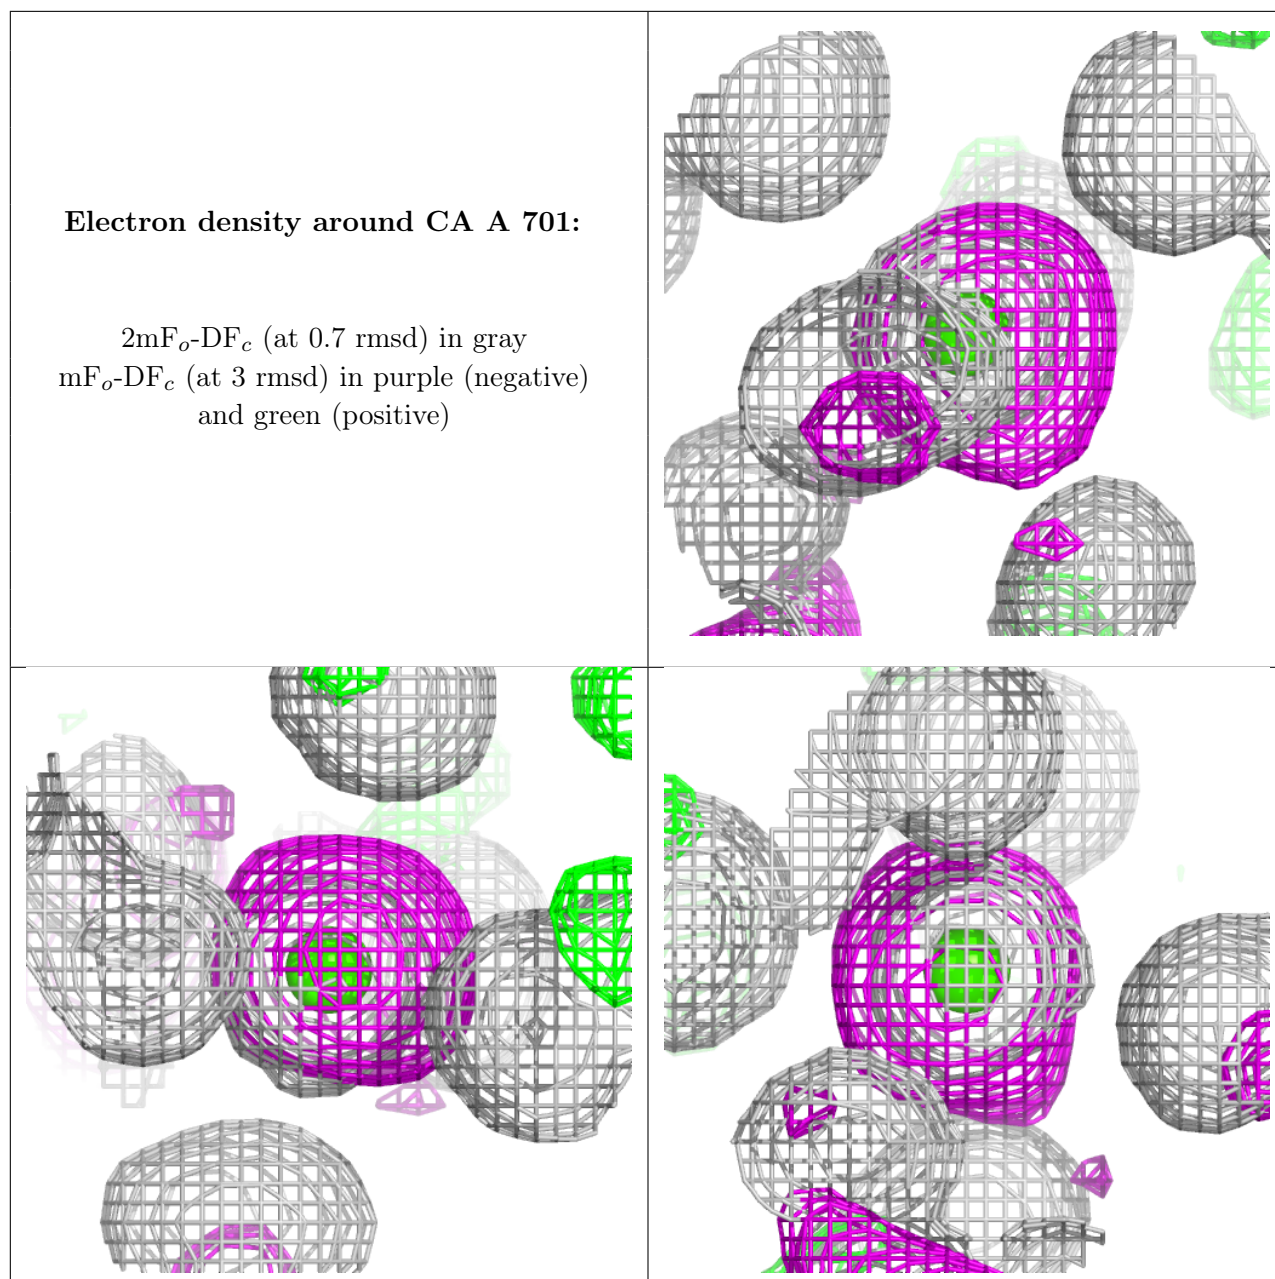 Electron density around CA A 701:
2mFo-DFc (at 0.7 rmsd) in gray
mFo-DFc (at 3 rmsd) in purple (negative)
and green (positive)